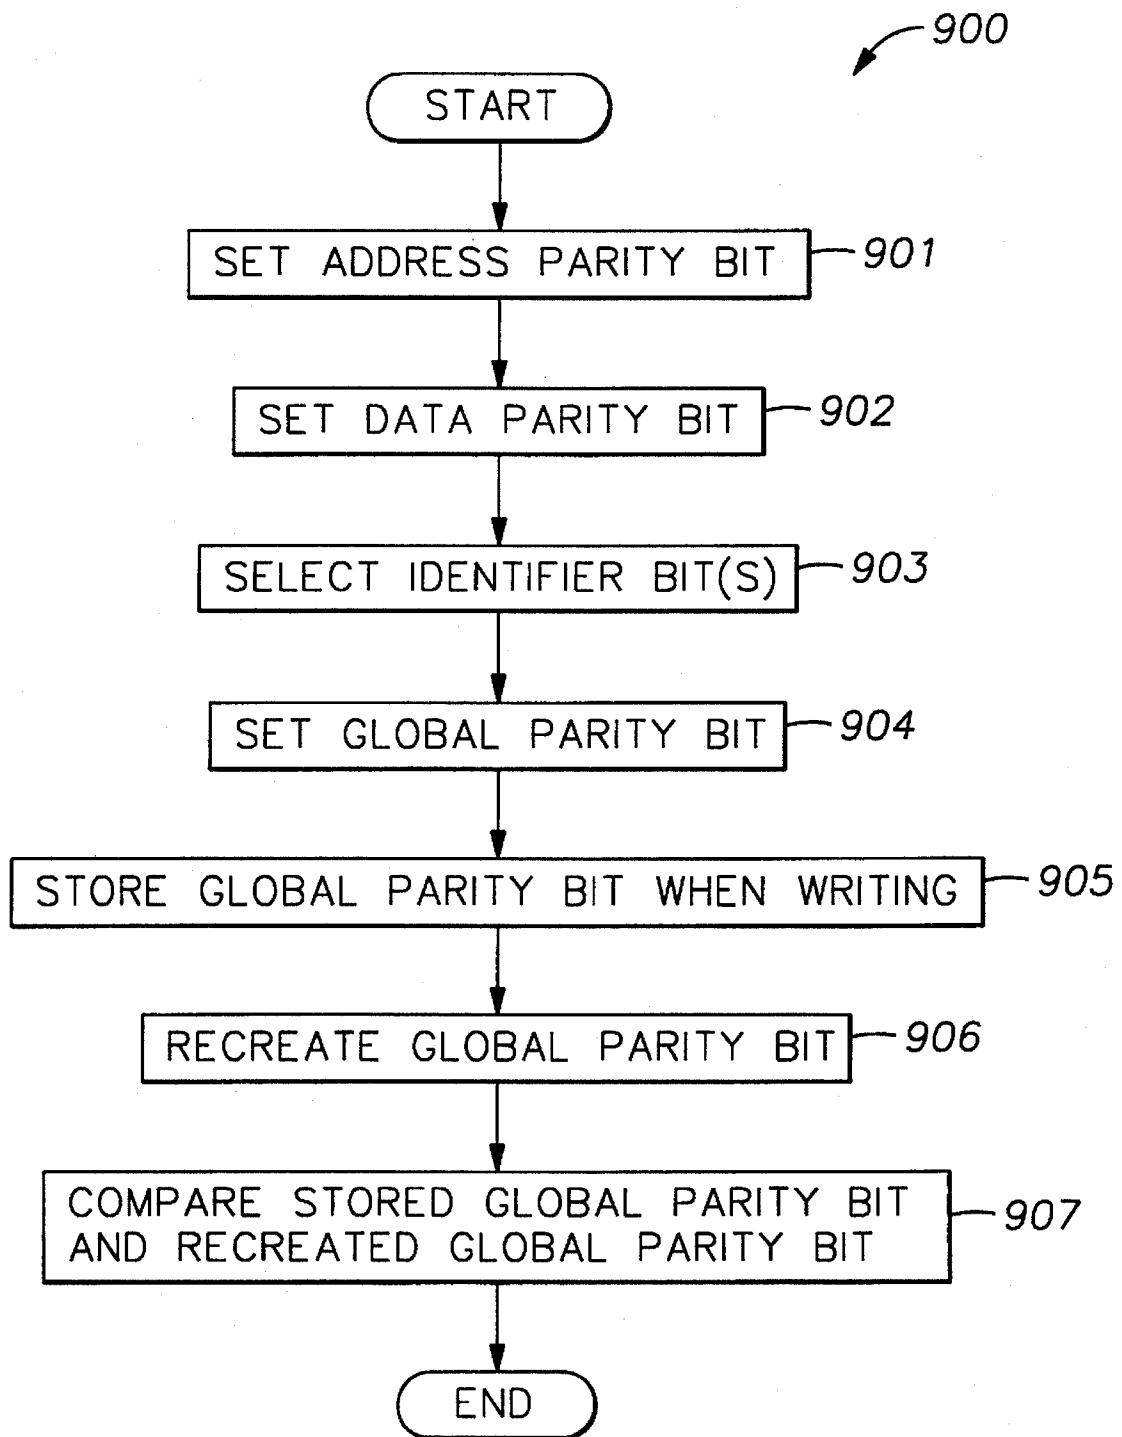 900
START
SET ADDRESS PARITY BIT
901
SET DATA PARITY BIT
902
SELECT IDENTIFIER BIT(S)
903
SET GLOBAL PARITY BIT
904
STORE GLOBAL PARITY BIT WHEN WRITING
905
RECREATE GLOBAL PARITY BIT
906
COMPARE STORED GLOBAL PARITY BIT
AND RECREATED GLOBAL PARITY BIT
907
END